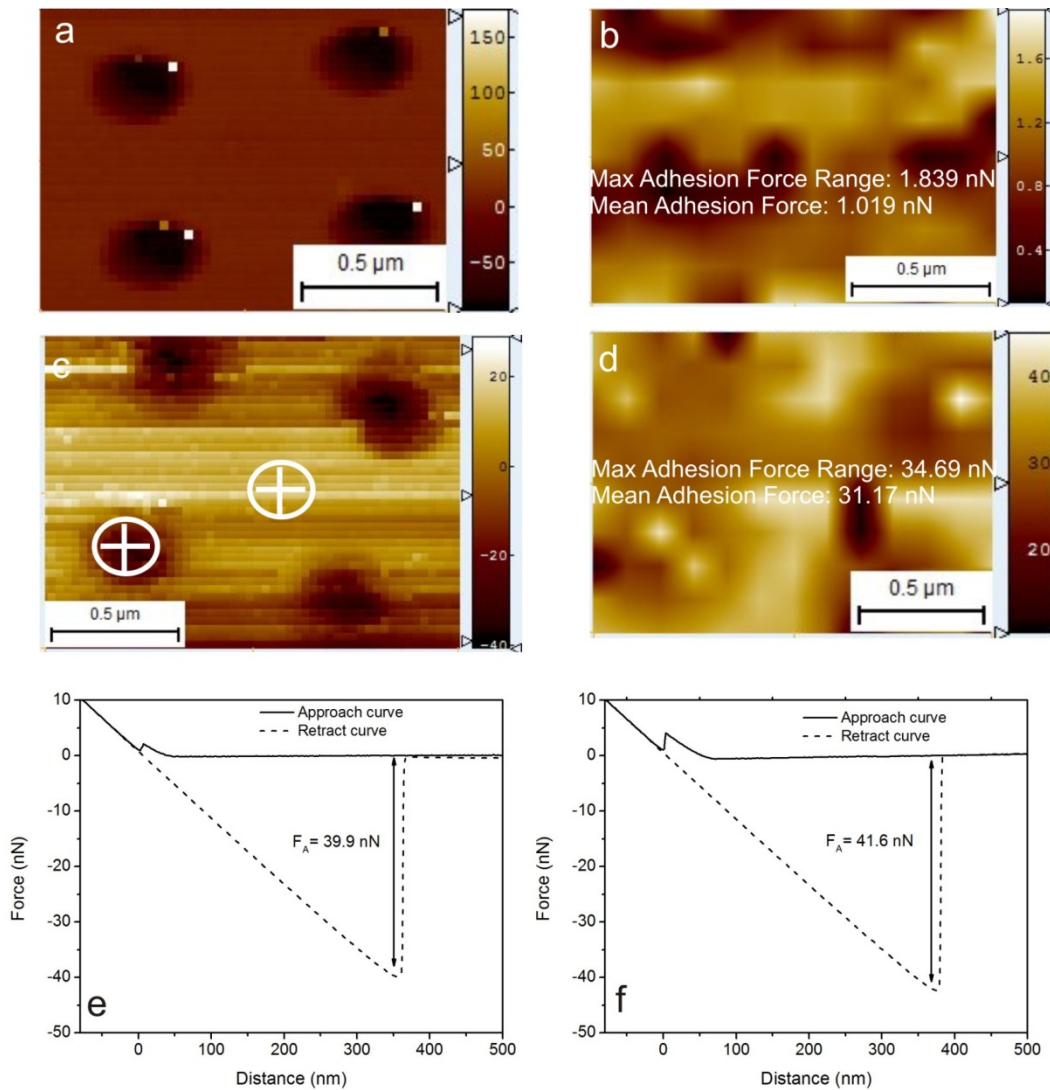 a
150
100
50
0
-50
0.5 µm
b
1.6
1.2
0.8
0.4
Max Adhesion Force Range: 1.839 nN
Mean Adhesion Force: 1.019 nN
0.5 µm
c
20
0
-20
-40
0.5 µm
d
40
30
20
Max Adhesion Force Range: 34.69 nN
Mean Adhesion Force: 31.17 nN
0.5 µm
10
0
-10
-20
-30
-40
-50
Force (nN)
Approach curve
Retract curve
FA= 39.9 nN
e
0 100 200 300 400 500
Distance (nm)
10
0
-10
-20
-30
-40
-50
Force (nN)
Approach curve
Retract curve
FA= 41.6 nN
f
0 100 200 300 400 500
Distance (nm)